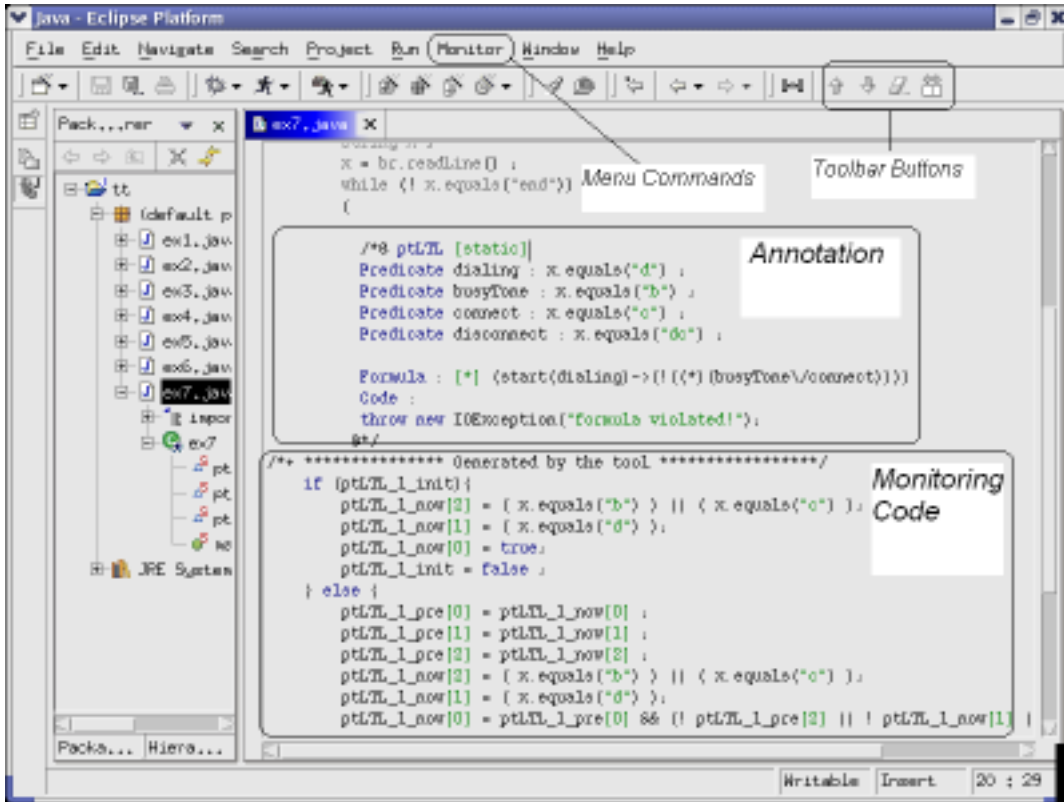 Java - Eclipse Platform
File Edit Navigate Search Project Run Monitor Window Help
Pack...rer
ex7.java
tt
(default p
ex1.jav
ex2.jav
ex3.jav
ex4.jav
ex5.jav
ex6.jav
ex7.jav
impor
ex7
pt
pt
pt
JRE System
Packa... Hiera...
x = br.readLine() ;
while (! x.equals("end"))
{
Menu Commands
Toolbar Buttons
/*@ ptLTL [static]
Predicate dialing : x.equals("d") ;
Predicate busyTone : x.equals("b") ;
Predicate connect : x.equals("c") ;
Predicate disconnect : x.equals("dc") ;
Formula : [*] (start(dialing)->(!((*)(busyTone\/connect))))
Code :
throw new IOException("formula violated!");
@*/
Annotation
/*+ *************** Generated by the tool *****************/
if (ptLTL_1_init){
ptLTL_1_now[2] = ( x.equals("b") ) || ( x.equals("c") );
ptLTL_1_now[1] = ( x.equals("d") );
ptLTL_1_now[0] = true;
ptLTL_1_init = false ;
} else {
ptLTL_1_pre[0] = ptLTL_1_now[0] ;
ptLTL_1_pre[1] = ptLTL_1_now[1] ;
ptLTL_1_pre[2] = ptLTL_1_now[2] ;
ptLTL_1_now[2] = ( x.equals("b") ) || ( x.equals("c") );
ptLTL_1_now[1] = ( x.equals("d") );
ptLTL_1_now[0] = ptLTL_1_pre[0] && (! ptLTL_1_pre[2] || ! ptLTL_1_now[1] |
Monitoring
Code
Writable Insert 20 : 29